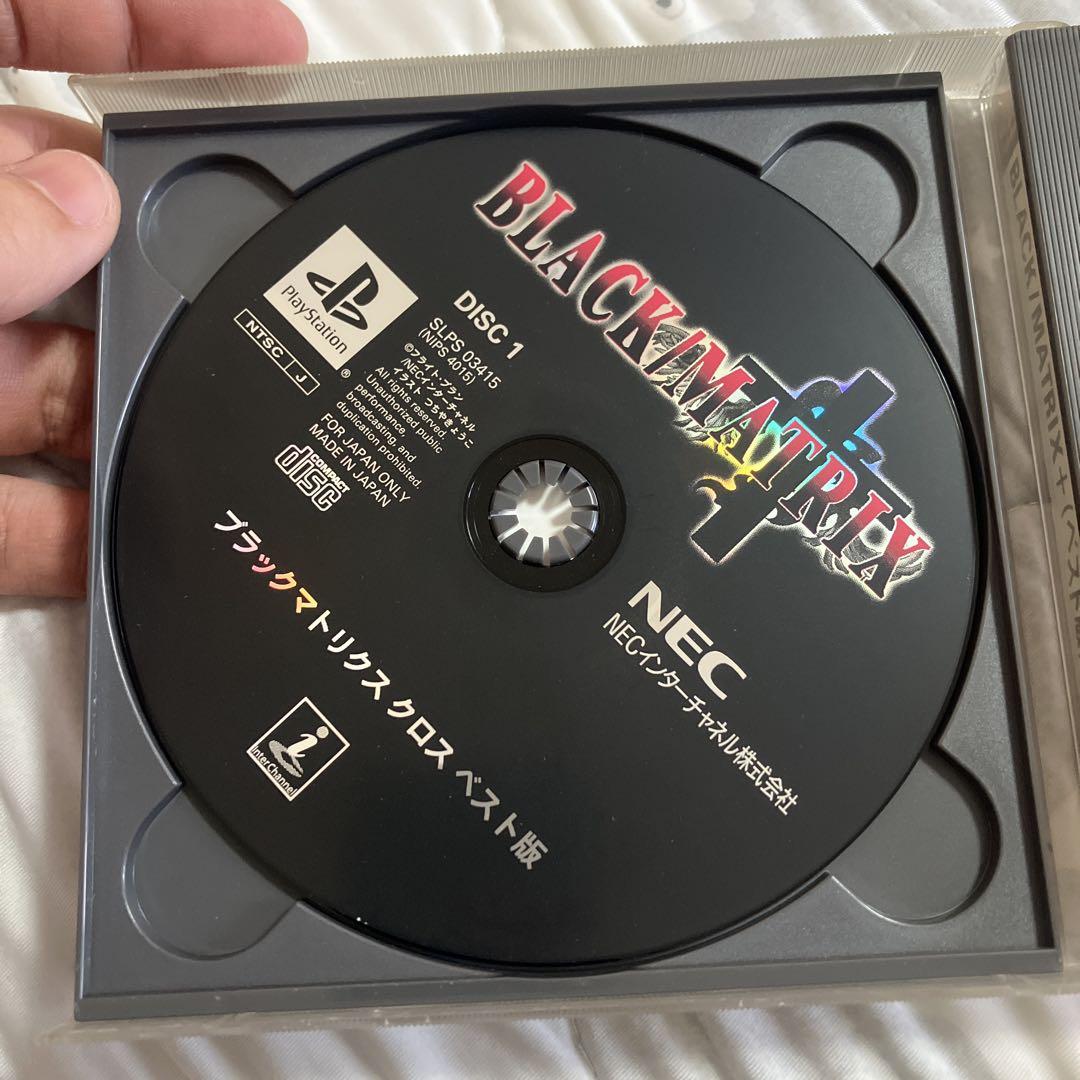 BLACK/MATRIX
PlayStation
®
NTSC J
DISC 1
SLPS 03415
(NIPS 4015)
©フライト・プラン
/NECインターチャネル
イラスト つちやきょうこ
All rights reserved.
Unauthorized public
performance,
broadcasting, and
duplication prohibited.
FOR JAPAN ONLY
MADE IN JAPAN
COMPACT
disc
NEC
NECインターチャネル株式会社
ブラックマトリクス クロス ベスト版
i
InterChannel
BLACK/MATRIX+(ベスト版